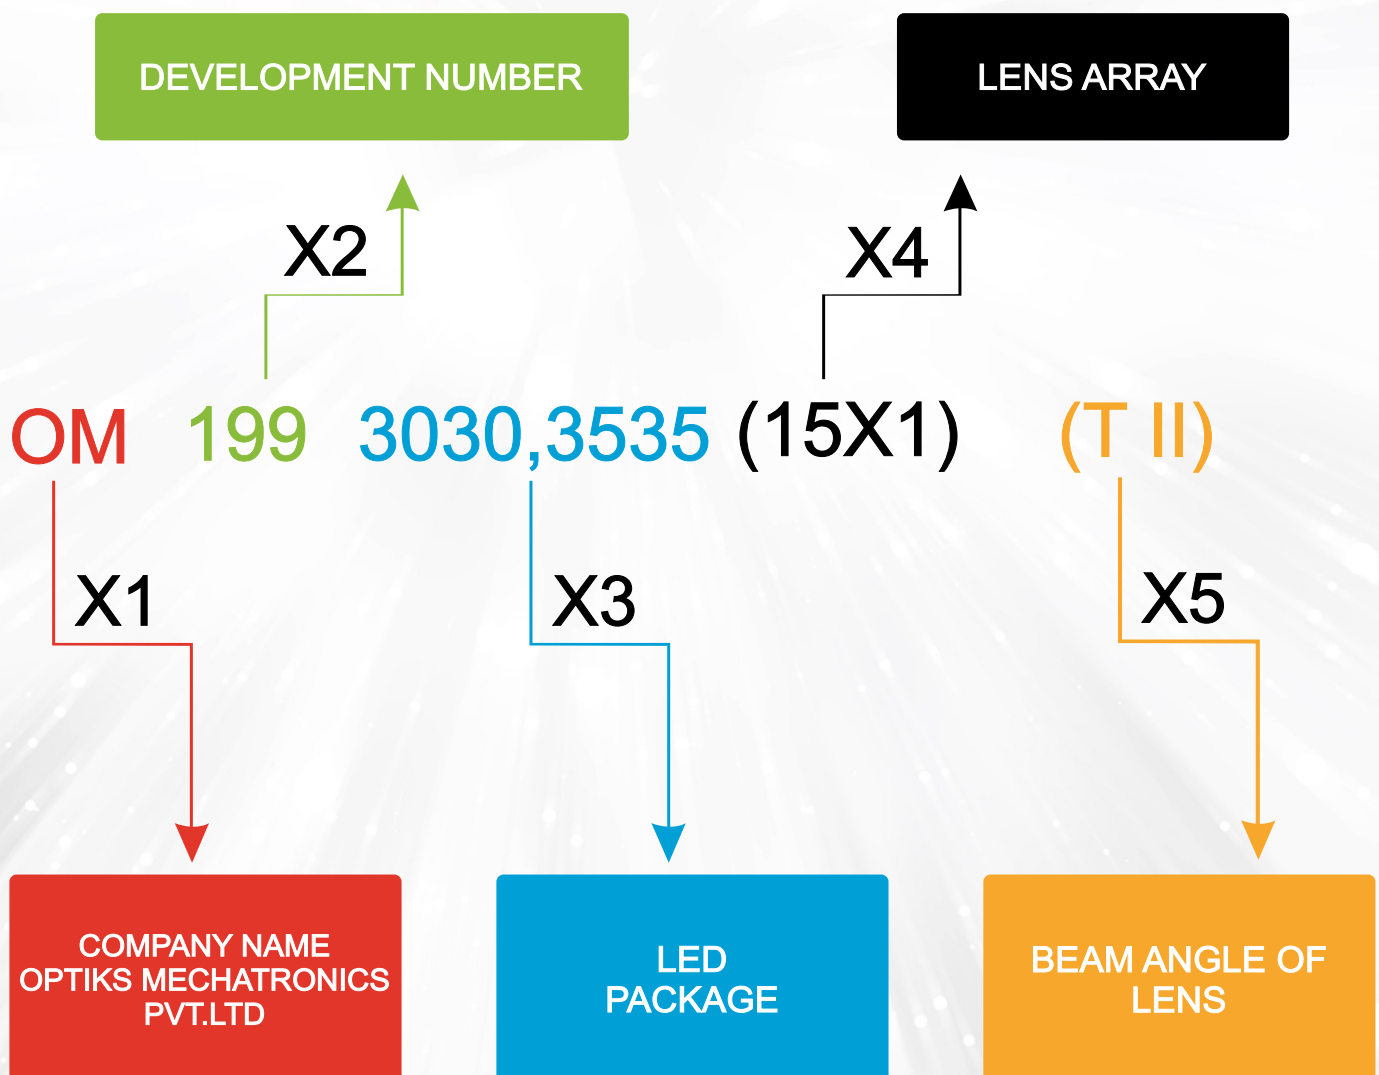 DEVELOPMENT NUMBER
LENS ARRAY
X2
X4
OM 199 3030,3535 (15X1) (T II)
X1
X3
X5
COMPANY NAME
OPTIKS MECHATRONICS
PVT.LTD
LED
PACKAGE
BEAM ANGLE OF
LENS